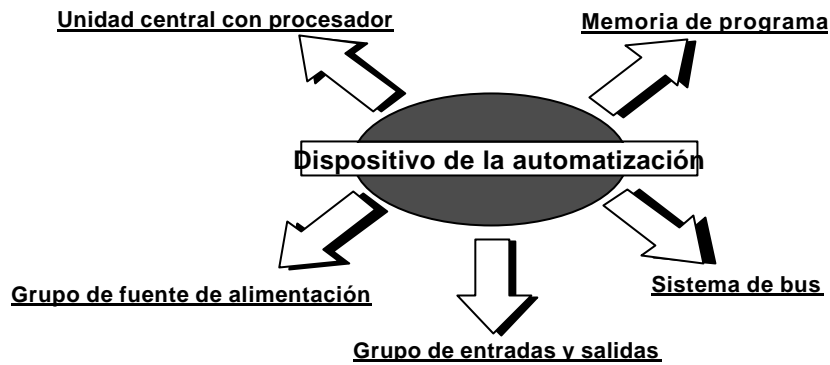 Unidad central con procesador
Memoria de programa
Dispositivo de la automatización
Grupo de fuente de alimentación
Sistema de bus
Grupo de entradas y salidas